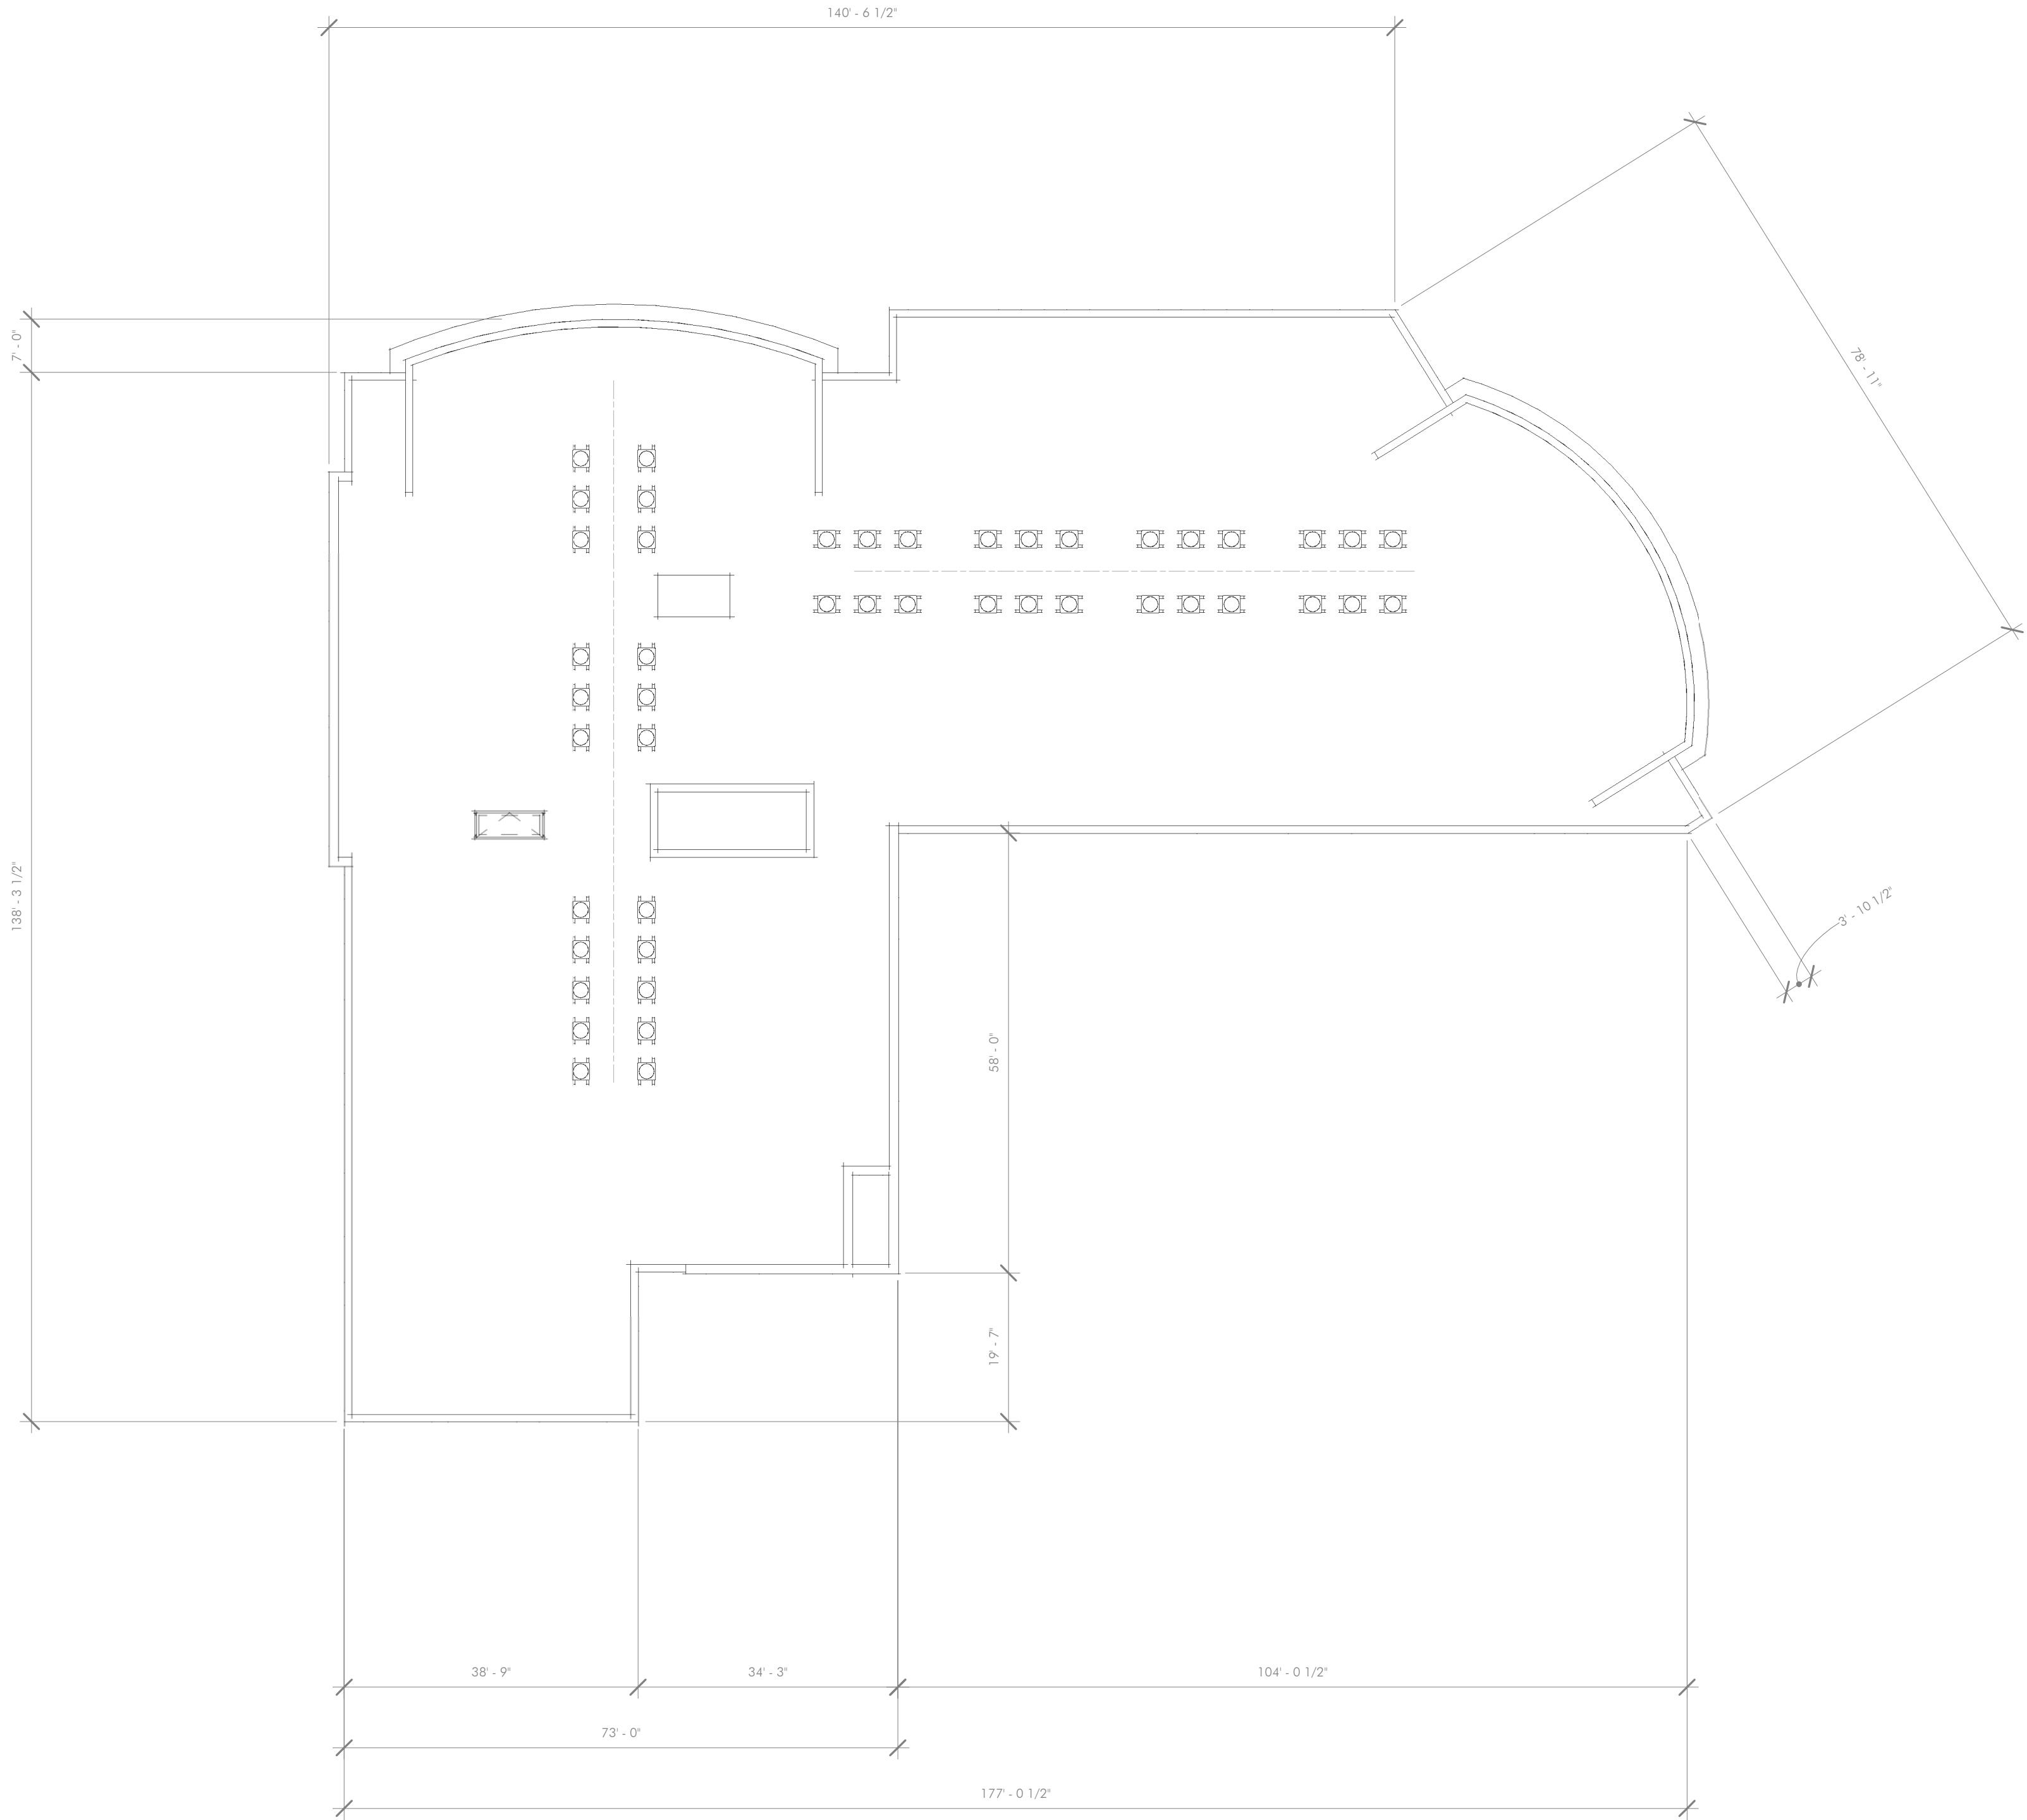 140' - 6 1/2"
7' - 0"
78' - 11"
138' - 3 1/2"
3' - 10 1/2"
58' - 0"
19' - 7"
38' - 9"
34' - 3"
104' - 0 1/2"
73' - 0"
177' - 0 1/2"